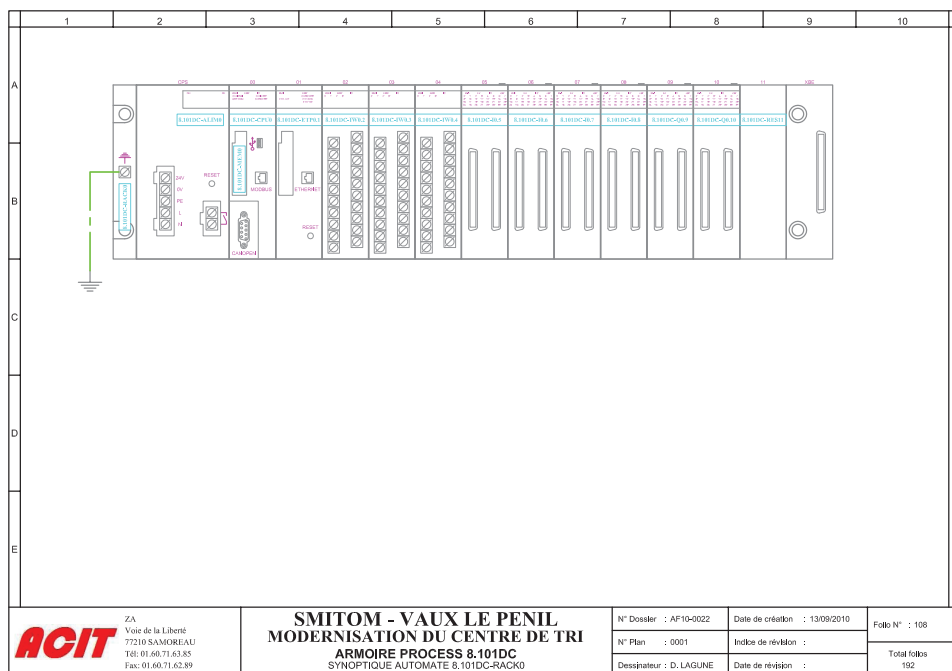 1 2 3 4 5 6 7 8 9 10
A
CPS 00 01 02 03 04 05 06 07 08 09 10 11 XBE
8.101DC-ALIM0 8.101DC-CPU0 8.101DC-ETP0.1 8.101DC-IW0.2 8.101DC-IW0.3 8.101DC-IW0.4 8.101DC-I0.5 8.101DC-I0.6 8.101DC-I0.7 8.101DC-I0.8 8.101DC-Q0.9 8.101DC-Q0.10 8.101DC-RES11
B
8.101DC-RACK0
24V
0V
PE
L
N
RESET
MODBUS
CANOPEN
ETHERNET
RESET
C
D
E
ACIT
ZA
Voie de la Liberté
77210 SAMOREAU
Tél: 01.60.71.63.85
Fax: 01.60.71.62.89
SMITOM - VAUX LE PENIL
MODERNISATION DU CENTRE DE TRI
ARMOIRE PROCESS 8.101DC
SYNOPTIQUE AUTOMATE 8.101DC-RACK0
N° Dossier : AF10-0022
N° Plan : 0001
Dessinateur : D. LAGUNE
Date de création : 13/09/2010
Indice de révision :
Date de révision :
Folio N° : 108
Total folios
192